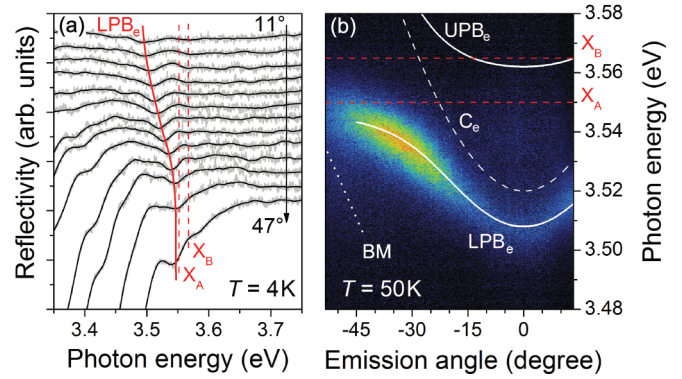 (a)
LPBe
11°
47°
XB
XA
T = 4K
Reflectivity (arb. units)
3.4 3.5 3.6 3.7
Photon energy (eV)
(b)
UPBe
XB
XA
Ce
LPBe
BM
T = 50K
3.58
3.56
3.54
3.52
3.50
3.48
Photon energy (eV)
-45 -30 -15 0
Emission angle (degree)